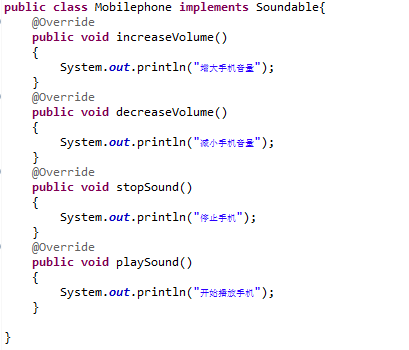 public class Mobilephone implements Soundable{
@Override
public void increaseVolume()
{
System.out.println("增大手机音量");
}
@Override
public void decreaseVolume()
{
System.out.println("减小手机音量");
}
@Override
public void stopSound()
{
System.out.println("停止手机");
}
@Override
public void playSound()
{
System.out.println("开始播放手机");
}
}